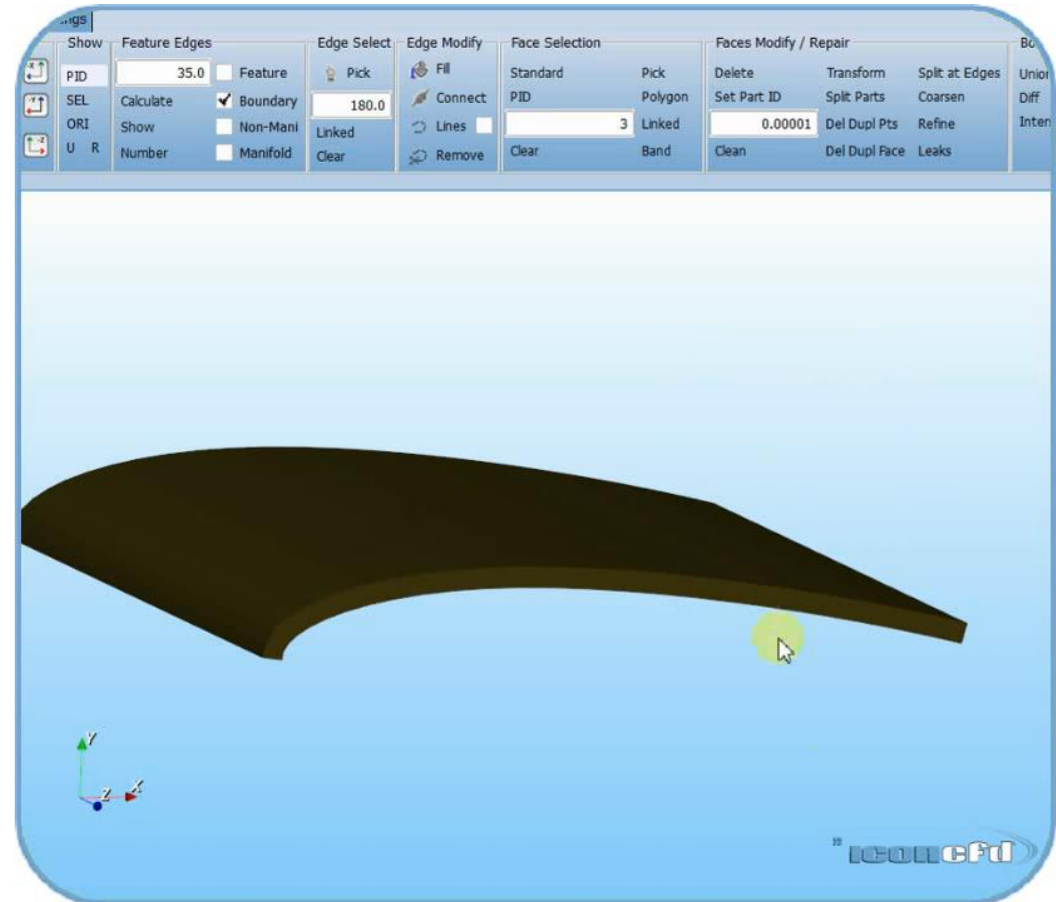 ngs
Show Feature Edges Edge Select Edge Modify Face Selection Faces Modify / Repair Bo
PID 35.0 Feature Pick Fill Standard Pick Delete Transform Split at Edges Union
SEL Calculate Boundary 180.0 Connect PID Polygon Set Part ID Split Parts Coarsen Diff
ORI Show Non-Mani Linked Lines 3 Linked 0.00001 Del Dupl Pts Refine Inter
U R Number Manifold Clear Remove Clear Band Clean Del Dupl Face Leaks
Y
Z X
iconcfd